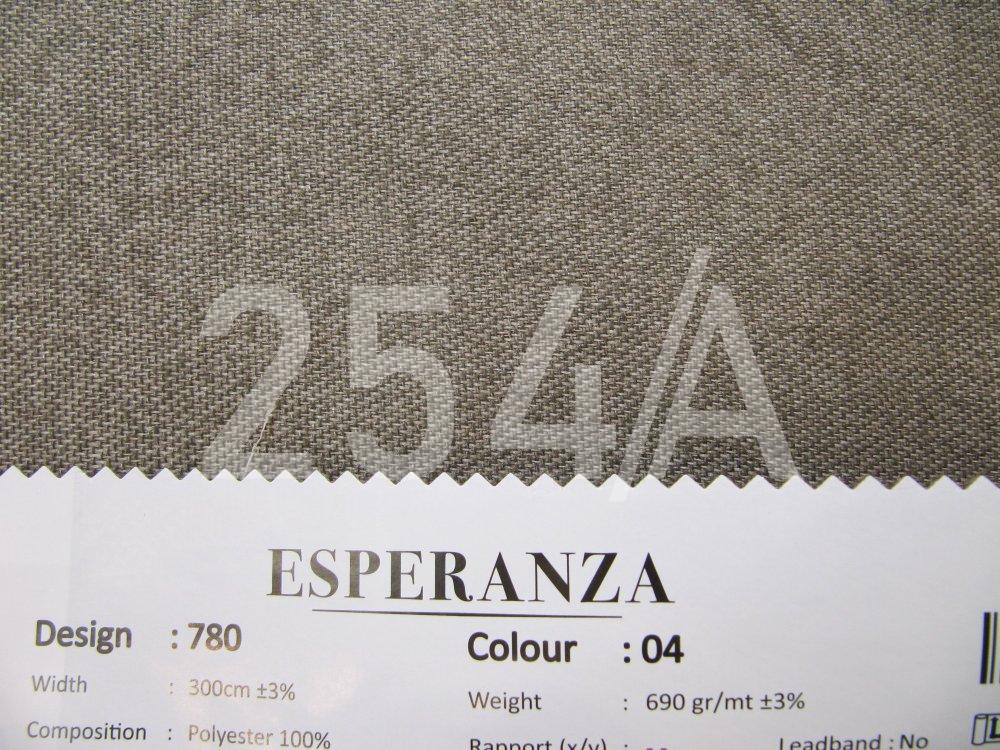 254/A
ESPERANZA
Design : 780
Colour : 04
Width : 300cm ±3%
Weight : 690 gr/mt ±3%
Composition : Polyester 100%
Rapport (x/y) : --
Leadband : No